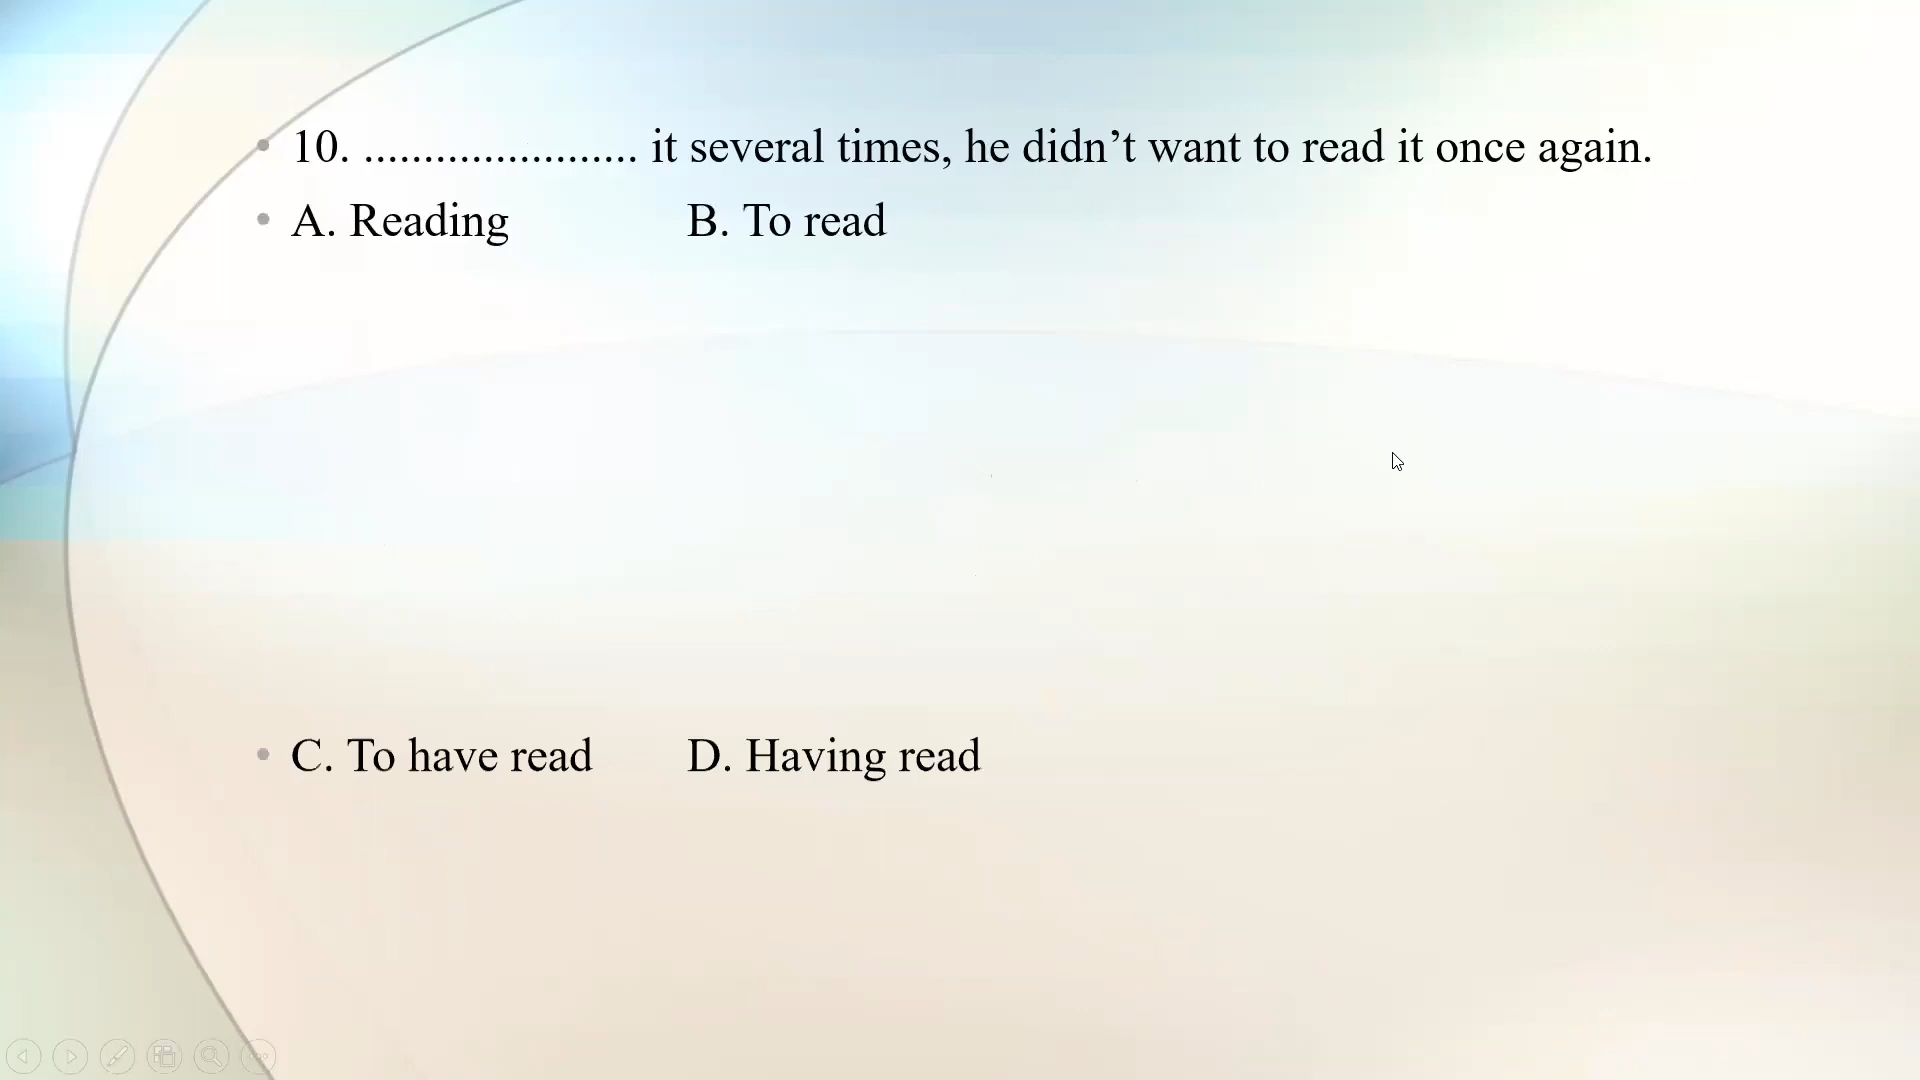 • 10. ....................... it several times, he didn’t want to read it once again.
• A. Reading B. To read
• C. To have read D. Having read